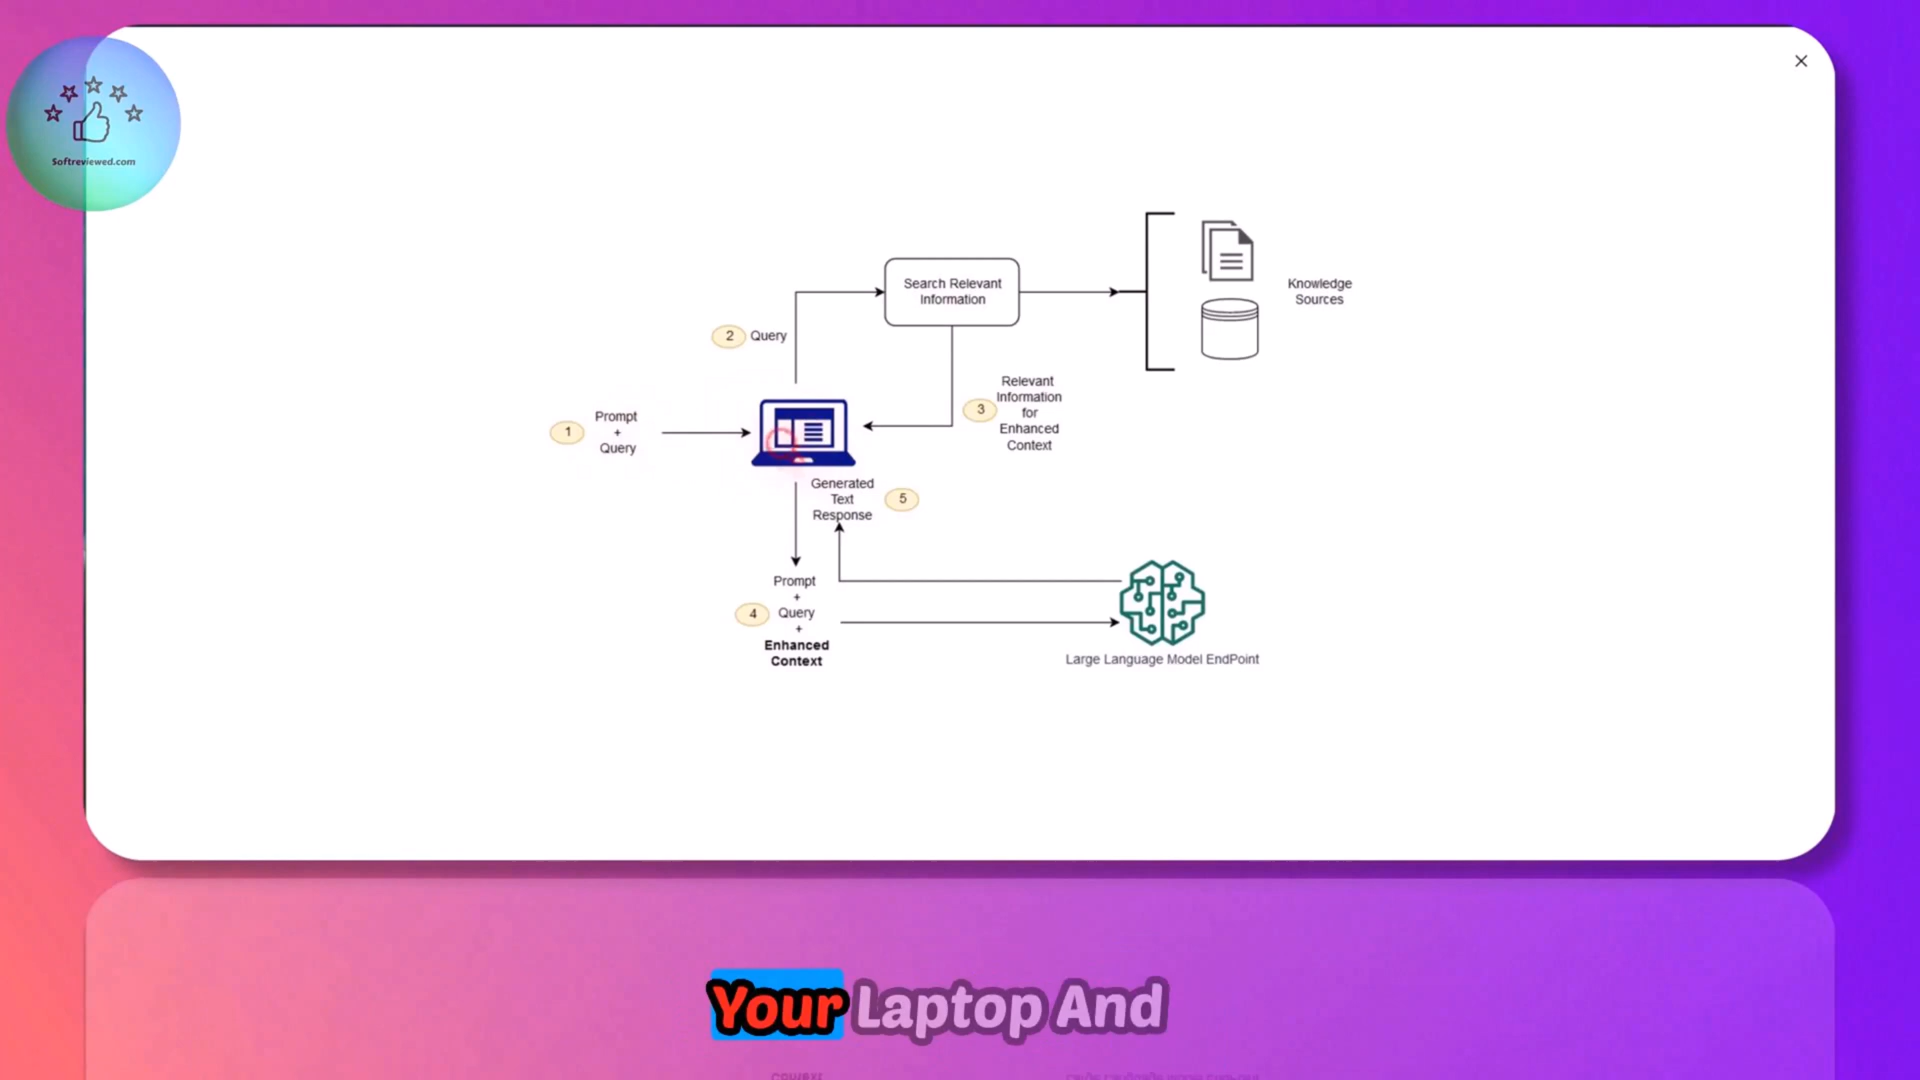 Softreviewed.com
Search Relevant
Information
Knowledge
Sources
2 Query
1
Prompt
+
Query
3
Relevant
Information
for
Enhanced
Context
Generated
Text
Response
5
4
Prompt
+
Query
+
Enhanced
Context
Large Language Model EndPoint
Your Laptop And